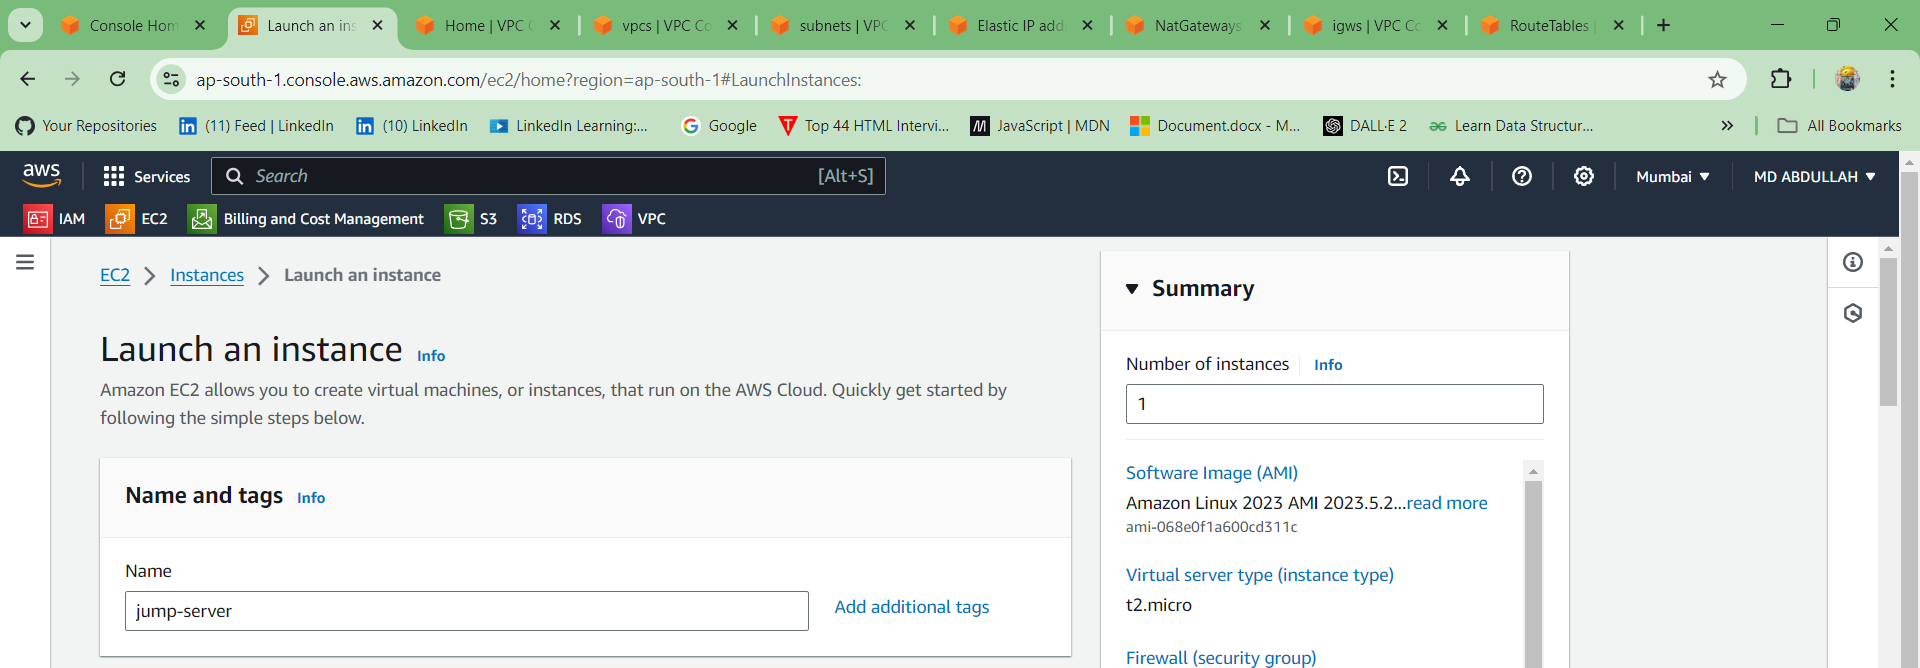 Console Hom
Launch an ins
Home | VPC C
vpcs | VPC Co
subnets | VPC
Elastic IP add
NatGateways
igws | VPC Co
RouteTables |
ap-south-1.console.aws.amazon.com/ec2/home?region=ap-south-1#LaunchInstances:
Your Repositories
(11) Feed | LinkedIn
(10) LinkedIn
LinkedIn Learning:...
Google
Top 44 HTML Intervi...
JavaScript | MDN
Document.docx - M...
DALL·E 2
Learn Data Structur...
All Bookmarks
aws
Services
Search
[Alt+S]
Mumbai
MD ABDULLAH
IAM
EC2
Billing and Cost Management
S3
RDS
VPC
EC2
Instances
Launch an instance
Launch an instance Info
Amazon EC2 allows you to create virtual machines, or instances, that run on the AWS Cloud. Quickly get started by
following the simple steps below.
Name and tags Info
Name
jump-server
Add additional tags
Summary
Number of instances Info
1
Software Image (AMI)
Amazon Linux 2023 AMI 2023.5.2...read more
ami-068e0f1a600cd311c
Virtual server type (instance type)
t2.micro
Firewall (security group)